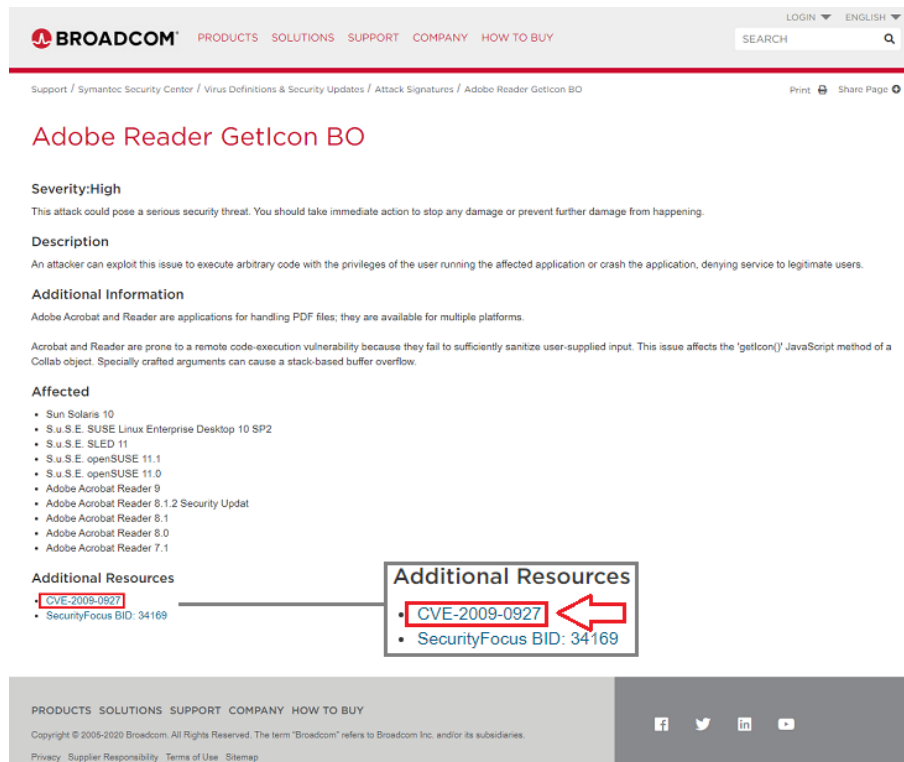 LOGIN ENGLISH
BROADCOM PRODUCTS SOLUTIONS SUPPORT COMPANY HOW TO BUY SEARCH
Support / Symantec Security Center / Virus Definitions & Security Updates / Attack Signatures / Adobe Reader GetIcon BO Print Share Page
Adobe Reader GetIcon BO
Severity:High
This attack could pose a serious security threat. You should take immediate action to stop any damage or prevent further damage from happening.
Description
An attacker can exploit this issue to execute arbitrary code with the privileges of the user running the affected application or crash the application, denying service to legitimate users.
Additional Information
Adobe Acrobat and Reader are applications for handling PDF files; they are available for multiple platforms.
Acrobat and Reader are prone to a remote code-execution vulnerability because they fail to sufficiently sanitize user-supplied input. This issue affects the 'getIcon()' JavaScript method of a
Collab object. Specially crafted arguments can cause a stack-based buffer overflow.
Affected
• Sun Solaris 10
• S.u.S.E. SUSE Linux Enterprise Desktop 10 SP2
• S.u.S.E. SLED 11
• S.u.S.E. openSUSE 11.1
• S.u.S.E. openSUSE 11.0
• Adobe Acrobat Reader 9
• Adobe Acrobat Reader 8.1.2 Security Updat
• Adobe Acrobat Reader 8.1
• Adobe Acrobat Reader 8.0
• Adobe Acrobat Reader 7.1
Additional Resources
• CVE-2009-0927
• SecurityFocus BID: 34169
Additional Resources
• CVE-2009-0927
• SecurityFocus BID: 34169
PRODUCTS SOLUTIONS SUPPORT COMPANY HOW TO BUY
Copyright © 2005-2020 Broadcom. All Rights Reserved. The term "Broadcom" refers to Broadcom Inc. and/or its subsidiaries.
Privacy Supplier Responsibility Terms of Use Sitemap